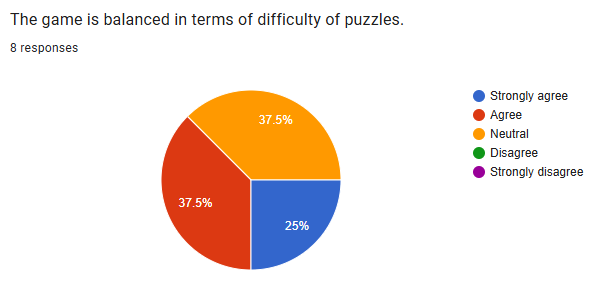 The game is balanced in terms of difficulty of puzzles.
8 responses
37.5%
37.5%
25%
Strongly agree
Agree
Neutral
Disagree
Strongly disagree